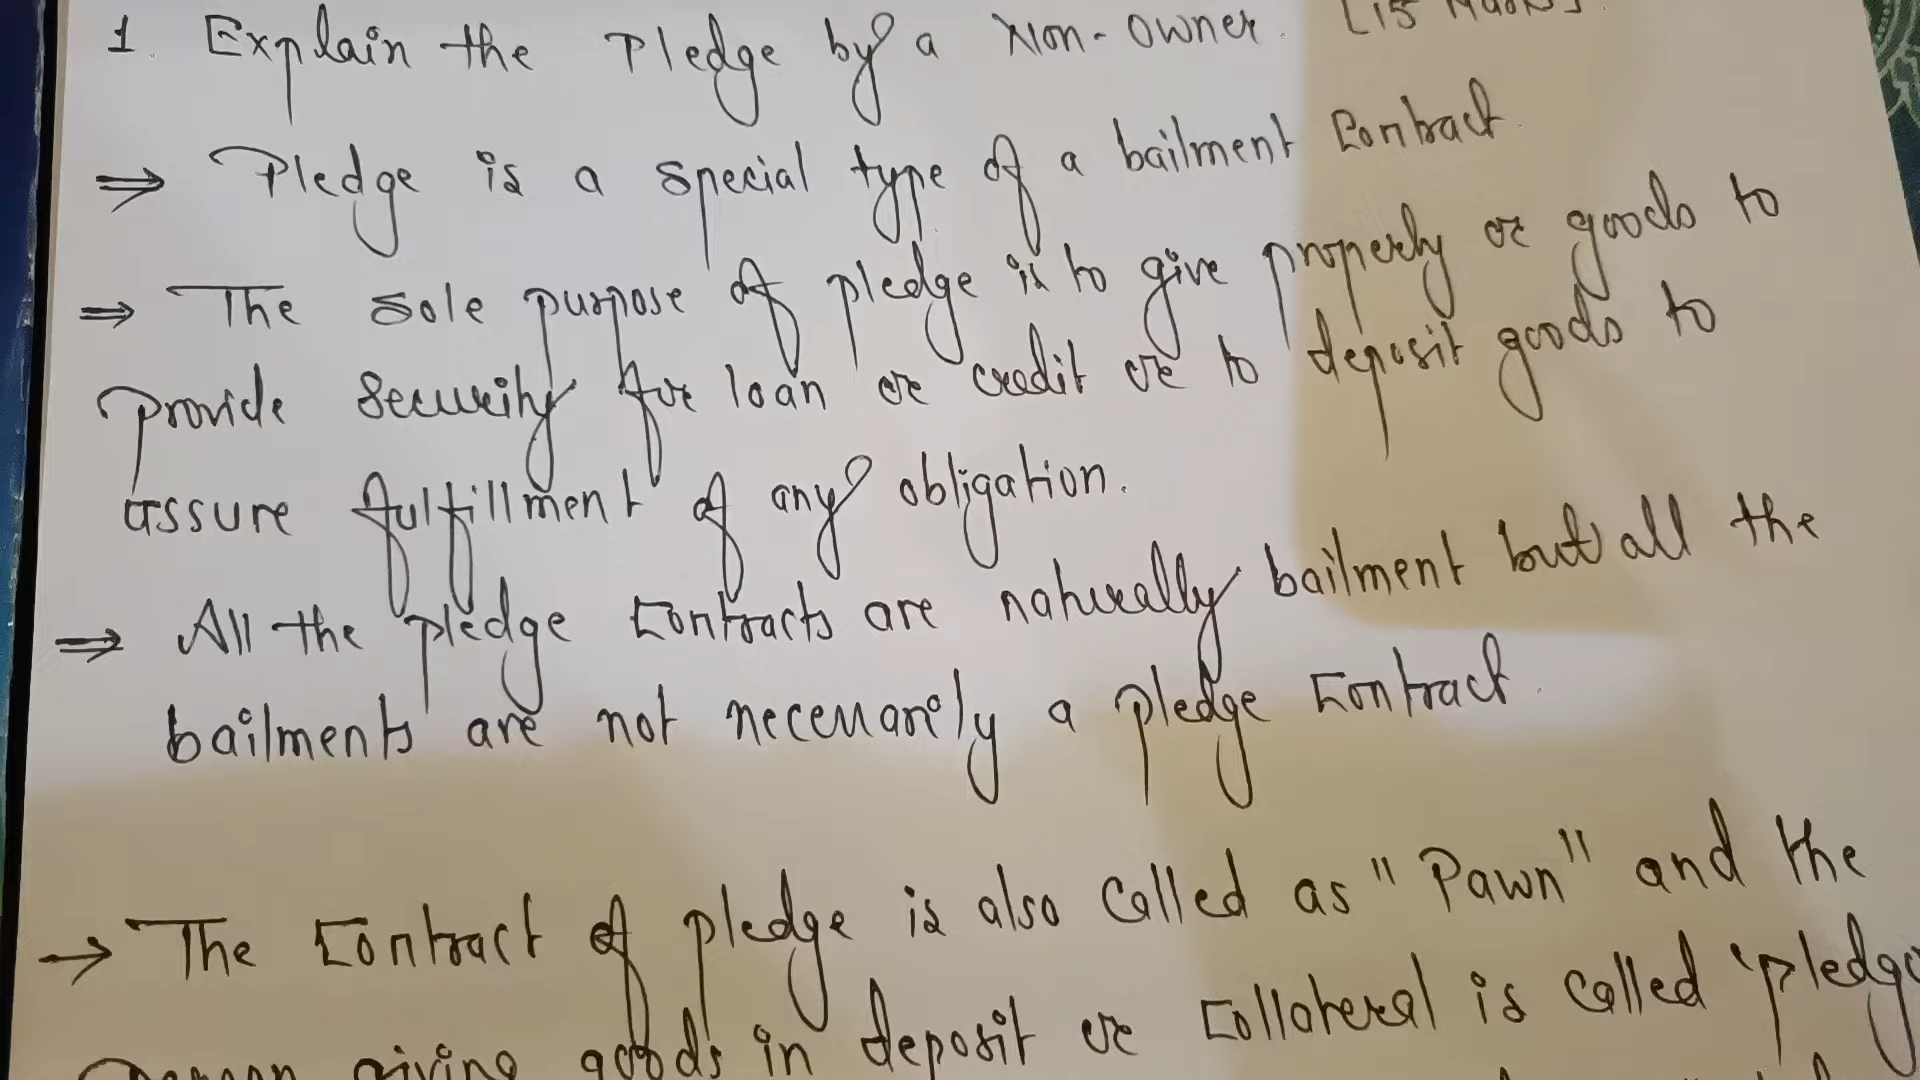 1. Explain the Pledge by a Non-Owner. [15
⇒ Pledge is a special type of a bailment Contract.
⇒ The sole purpose of pledge is to give property or goods to
provide security for loan or credit or to deposit goods to
assure fulfillment of any obligation.
⇒ All the pledge contracts are naturally bailment but all the
bailments are not necessarily a pledge contract.
→ The Contract of pledge is also called as "Pawn" and the
person giving goods in deposit or collateral is called